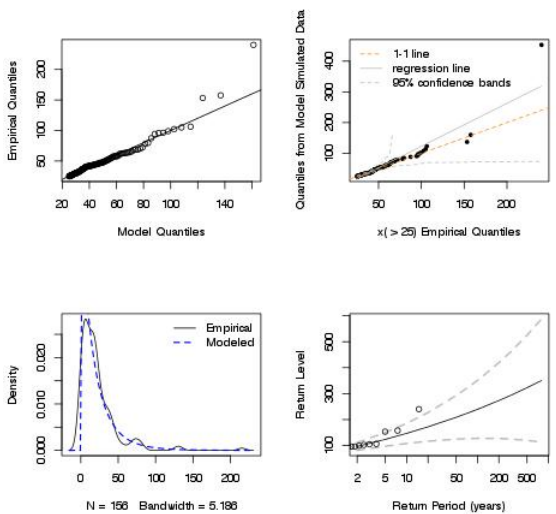 Empirical Quantiles
50 100 150 200
20 40 60 80 100 140
Model Quantiles
Quantiles from Model Simulated Data
100 200 300 400
1-1 line
regression line
95% confidence bands
50 100 150 200
x( > 25) Empirical Quantiles
Density
0.000 0.010 0.020
Empirical
Modeled
0 50 100 150 200
N = 156 Bandwidth = 5.186
Return Level
100 300 500
2 5 10 50 200 500
Return Period (years)